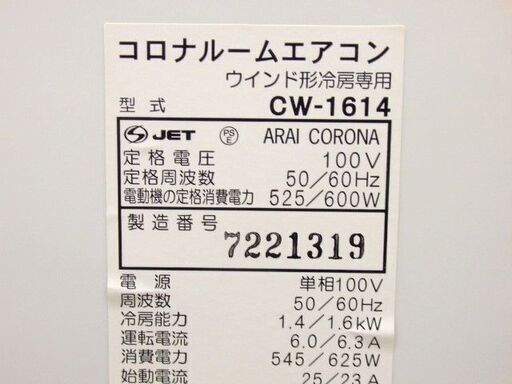 コロナルームエアコン
ウインド形冷房専用
型式 CW-1614
JET PSE ARAI CORONA
定格電圧 100V
定格周波数 50/60Hz
電動機の定格消費電力 525/600W
製造番号 7221319
電源 単相100V
周波数 50/60Hz
冷房能力 1.4/1.6kW
運転電流 6.0/6.3A
消費電力 545/625W
始動電流 25/23A